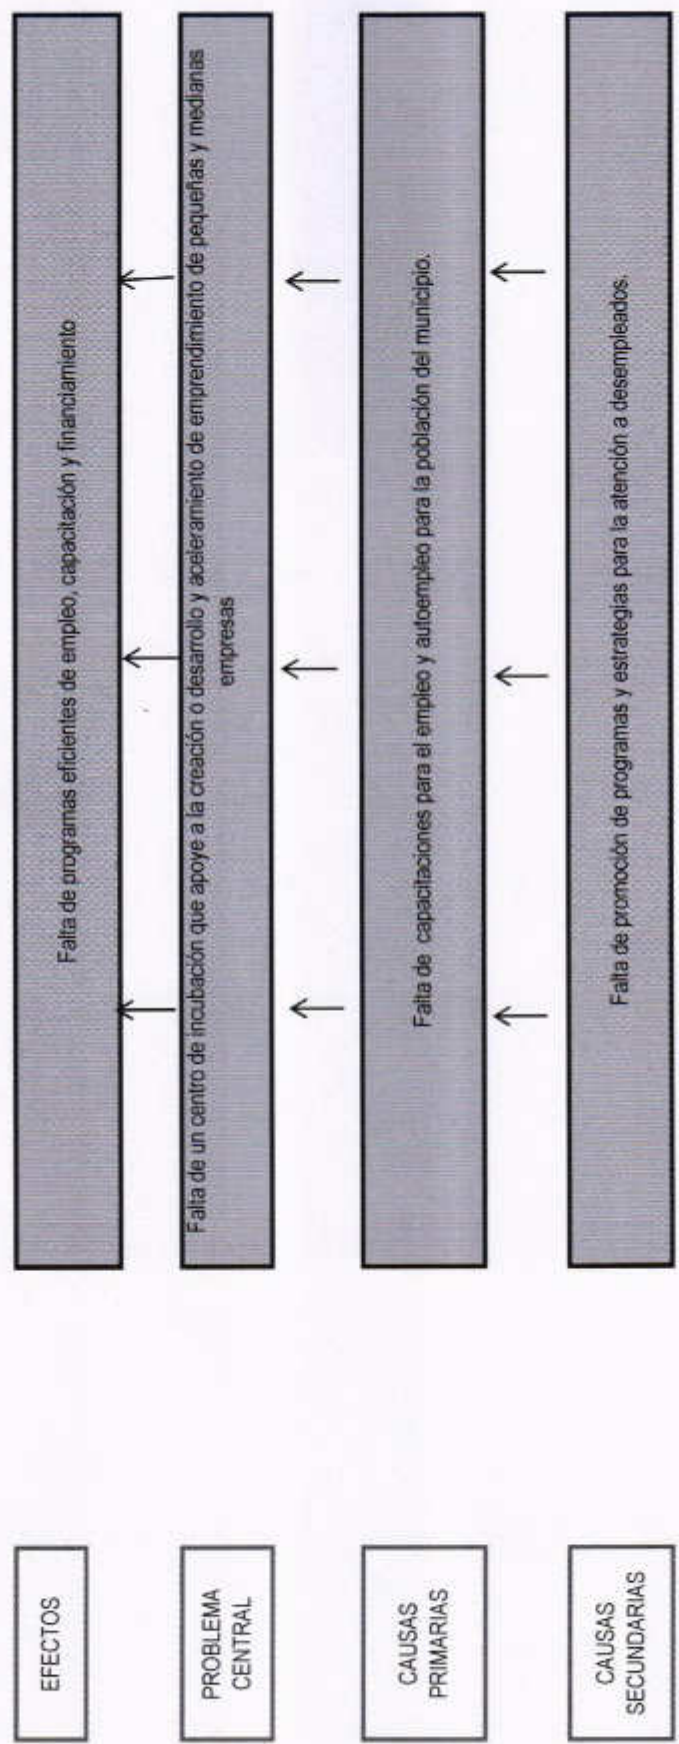 EFECTOS
Falta de programas eficientes de empleo, capacitación y financiamiento
PROBLEMA
CENTRAL
Falta de un centro de incubación que apoye a la creación o desarrollo y aceleramiento de emprendimiento de pequeñas y medianas
empresas
CAUSAS
PRIMARIAS
Falta de capacitaciones para el empleo y autoempleo para la población del municipio.
CAUSAS
SECUNDARIAS
Falta de promoción de programas y estrategias para la atención a desempleados.